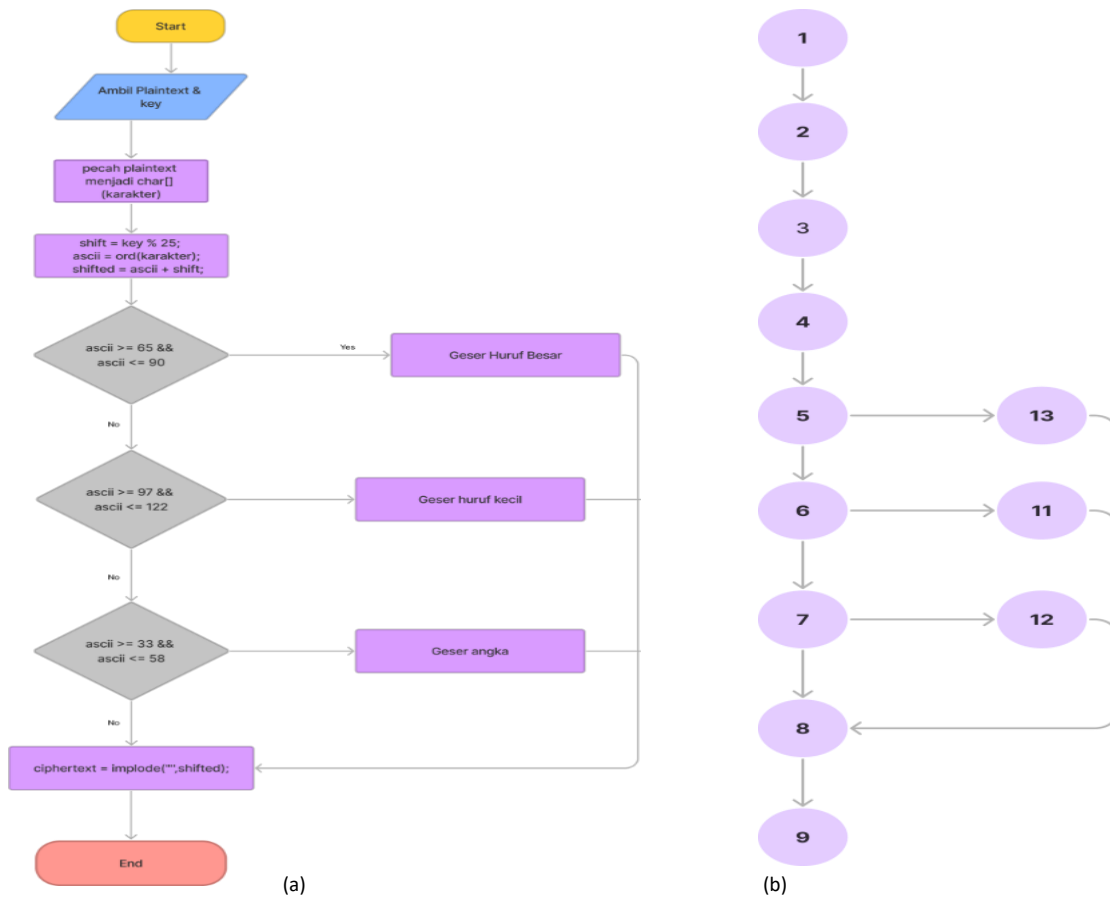 Start
Ambil Plaintext &
key
pecah plaintext
menjadi char[]
(karakter)
shift = key % 25;
ascii = ord(karakter);
shifted = ascii + shift;
ascii >= 65 &&
ascii <= 90
Yes
Geser Huruf Besar
No
ascii >= 97 &&
ascii <= 122
Geser huruf kecil
No
ascii >= 33 &&
ascii <= 58
Geser angka
No
ciphertext = implode("",shifted);
End
(a)
1
2
3
4
5
13
6
11
7
12
8
9
(b)